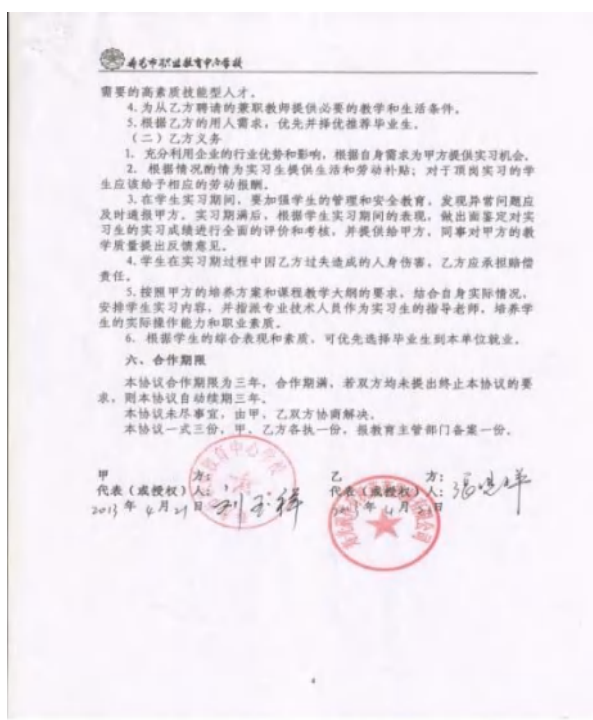 寿光市职业教育中心学校
需要的高素质技能型人才。
4.为从乙方聘请的兼职教师提供必要的教学和生活条件。
5.根据乙方的用人需求，优先并择优推荐毕业生。
（二）乙方义务
1. 充分利用企业的行业优势和影响，根据自身需求为甲方提供实习机会。
2. 根据情况酌情为实习生提供生活和劳动补贴；对于顶岗实习的学
生应该给予相应的劳动报酬。
3.在学生实习期间，要加强学生的管理和安全教育，发现异常问题应
及时通报甲方。实习期满后，根据学生实习期间的表现，做出面鉴定对实
习生的实习成绩进行全面的评价和考核，并提供给甲方，同事对甲方的教
学质量提出反馈意见。
4.学生在实习期过程中因乙方过失造成的人身伤害，乙方应承担赔偿
责任。
5.按照甲方的培养方案和课程教学大纲的要求，结合自身实际情况，
安排学生实习内容，并指派专业技术人员作为实习生的指导老师，培养学
生的实际操作能力和职业素质。
6. 根据学生的综合表现和素质，可优先选择毕业生到本单位就业。
六、合作期限
本协议合作期限为三年，合作期满，若双方均未提出终止本协议的要
求，则本协议自动续期三年。
本协议未尽事宜，由甲、乙双方协商解决。
本协议一式三份，甲、乙方各执一份，报教育主管部门备案一份。
甲 方： 乙 方：
代表（或授权）人： 代表（或授权）人：
2013年 4月21日 年 4月 日
教育中心学校
4